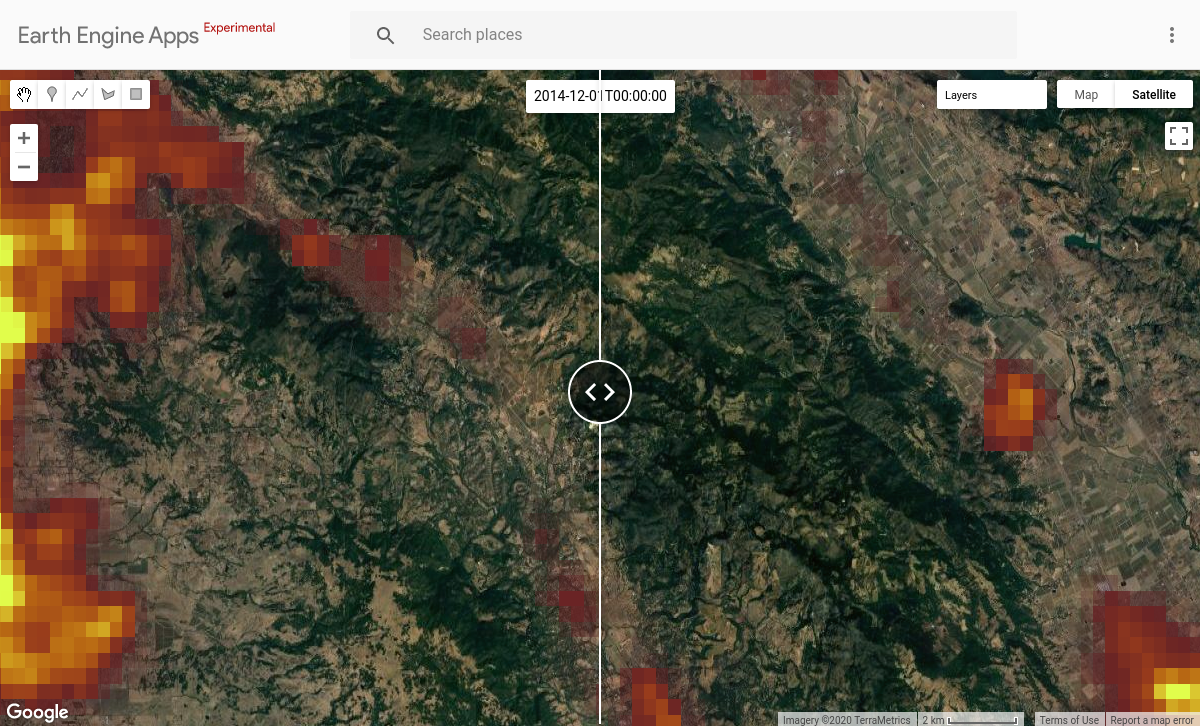 Earth Engine Apps Experimental
Search places
2014-12-01T00:00:00
Layers
Map
Satellite
+
−
Google
Imagery ©2020 TerraMetrics
2 km
Terms of Use
Report a map error